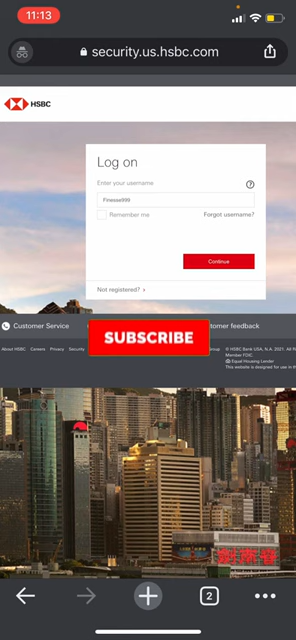 11:13
security.us.hsbc.com
HSBC
Log on
Enter your username
Finesse999
Remember me
Forgot username?
Continue
Not registered? >
Customer Service
tomer feedback
SUBSCRIBE
About HSBC Careers Privacy Security
Group
© HSBC Bank USA, N.A. 2021. All R
Member FDIC
Equal Housing Lender
This website is designed for use in th
2